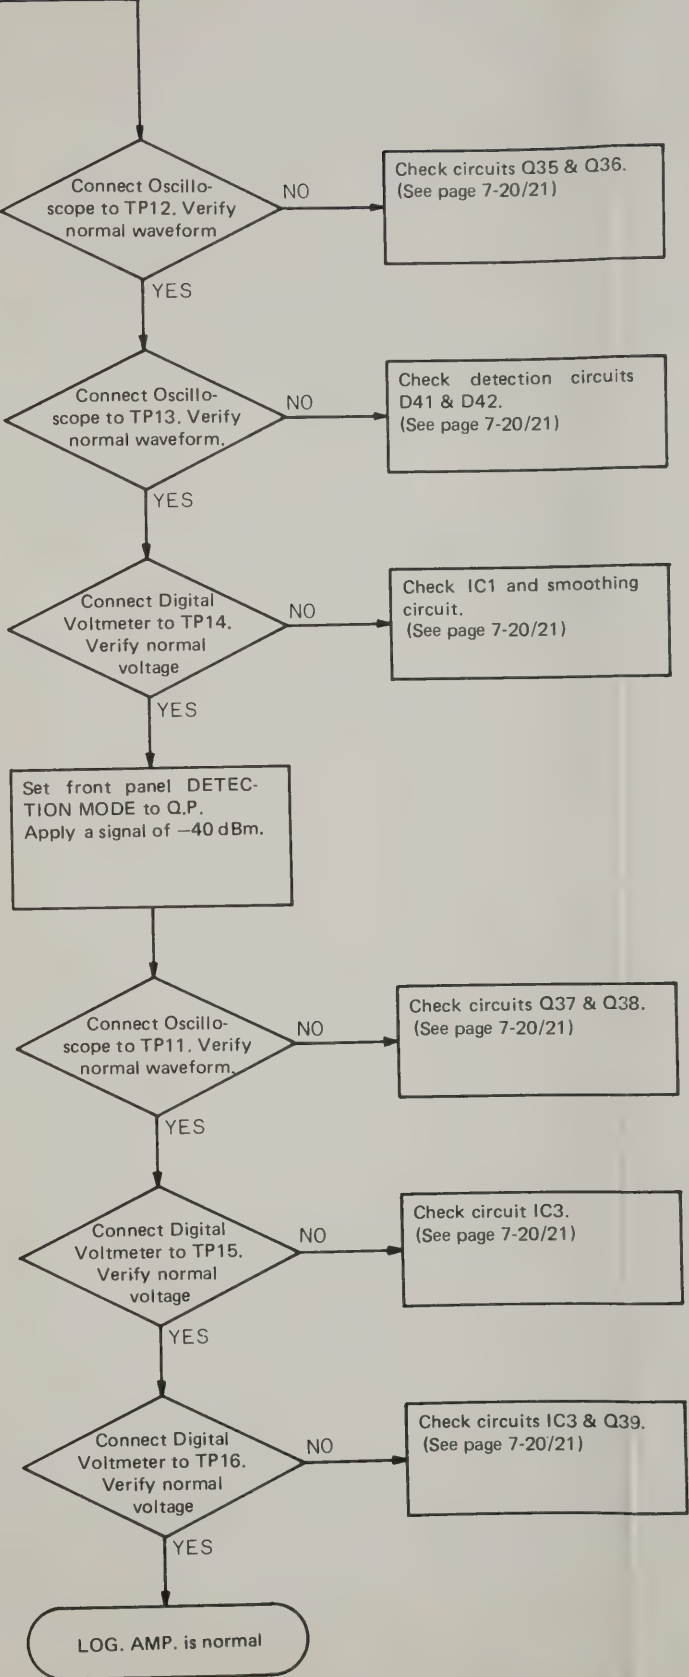 Connect Oscillo-
scope to TP12. Verify
normal waveform
NO
Check circuits Q35 & Q36.
(See page 7-20/21)
YES
Connect Oscillo-
scope to TP13. Verify
normal waveform.
NO
Check detection circuits
D41 & D42.
(See page 7-20/21)
YES
Connect Digital
Voltmeter to TP14.
Verify normal
voltage
NO
Check IC1 and smoothing
circuit.
(See page 7-20/21)
YES
Set front panel DETEC-
TION MODE to Q.P.
Apply a signal of −40 dBm.
Connect Oscillo-
scope to TP11. Verify
normal waveform.
NO
Check circuits Q37 & Q38.
(See page 7-20/21)
YES
Connect Digital
Voltmeter to TP15.
Verify normal
voltage
NO
Check circuit IC3.
(See page 7-20/21)
YES
Connect Digital
Voltmeter to TP16.
Verify normal
voltage
NO
Check circuits IC3 & Q39.
(See page 7-20/21)
YES
LOG. AMP. is normal